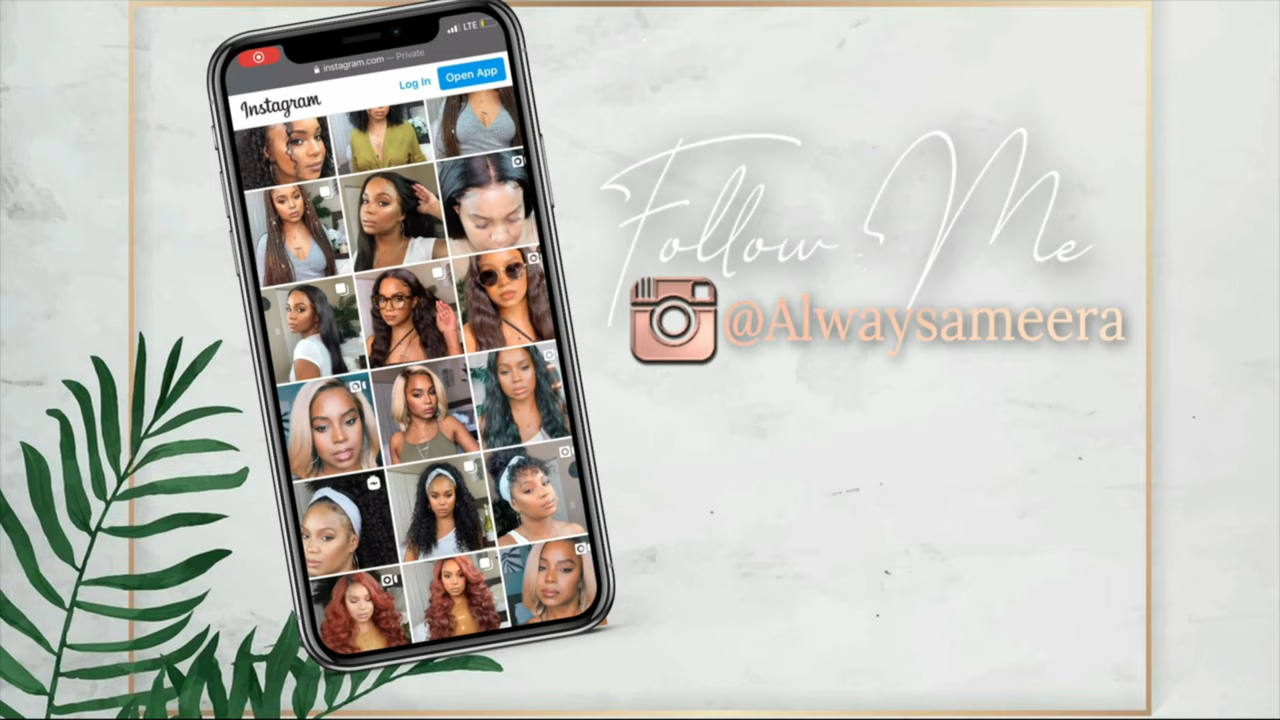 LTE
instagram.com — Private
Instagram
Log In
Open App
Follow Me
@Alwaysameera